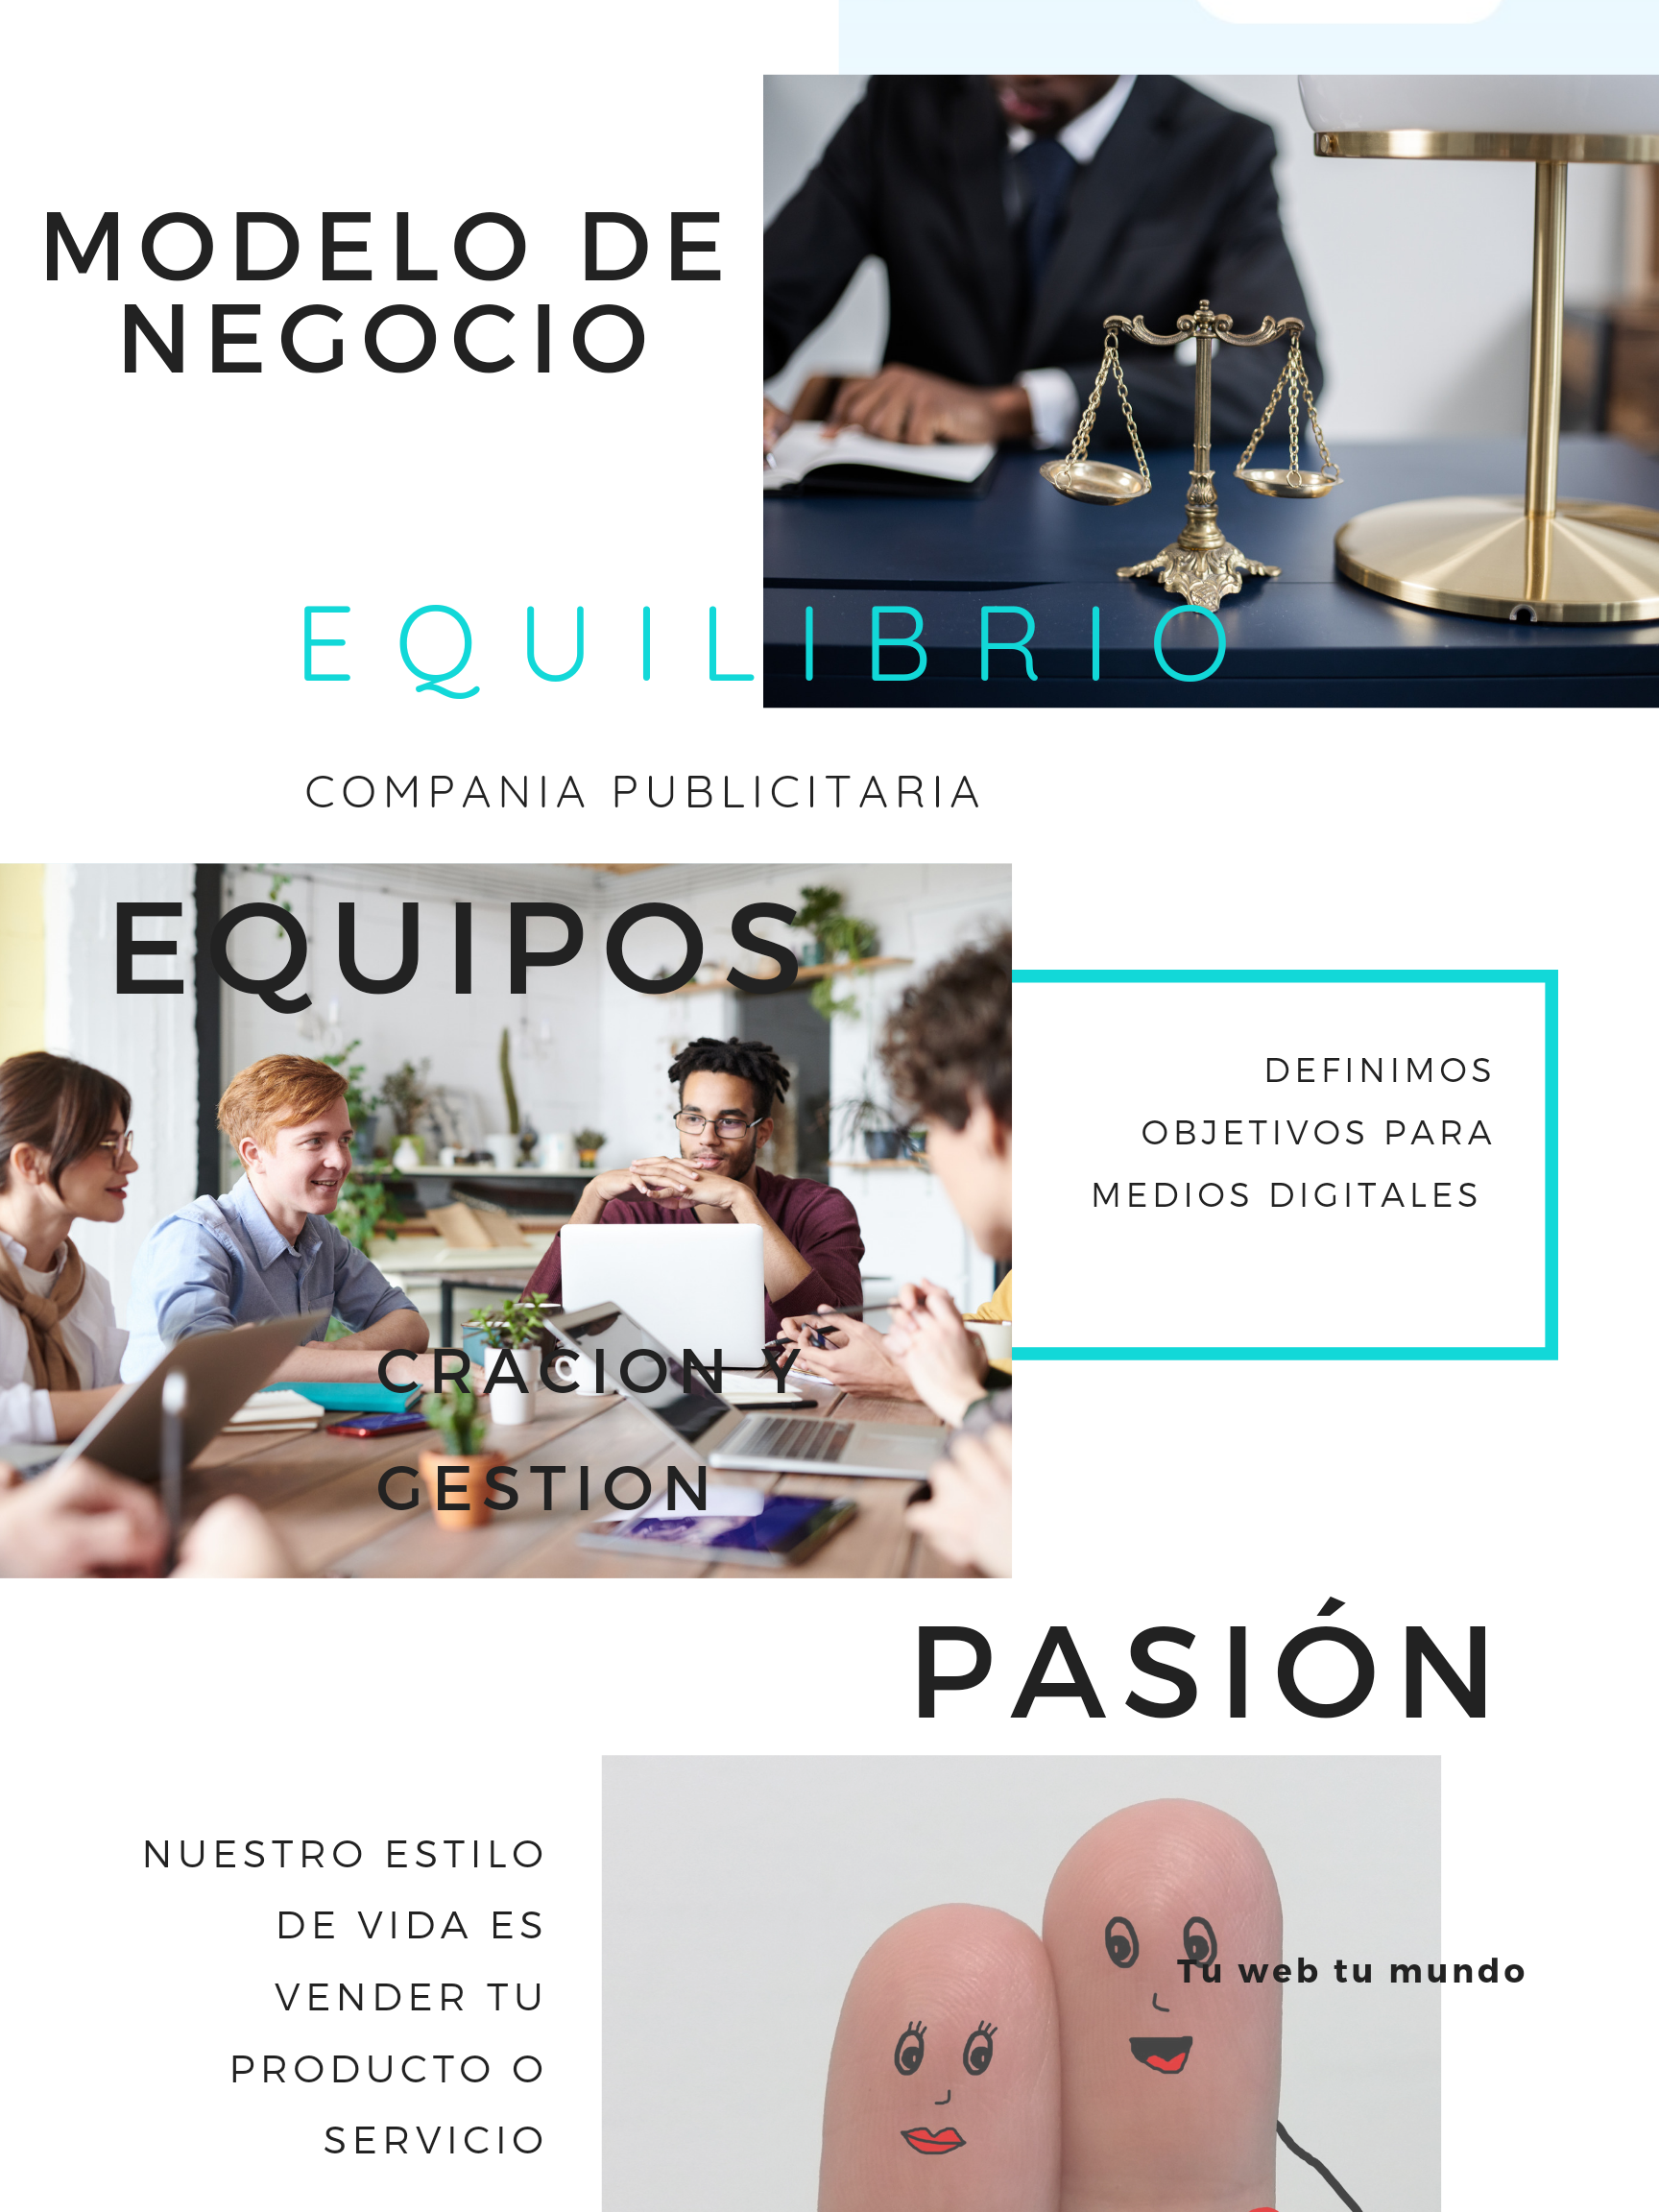 MODELO DE
NEGOCIO
EQUILIBRIO
COMPANIA PUBLICITARIA
EQUIPOS
DEFINIMOS
OBJETIVOS PARA
MEDIOS DIGITALES
CRACION Y
GESTION
PASIÓN
NUESTRO ESTILO
DE VIDA ES
VENDER TU
PRODUCTO O
SERVICIO
Tu web tu mundo